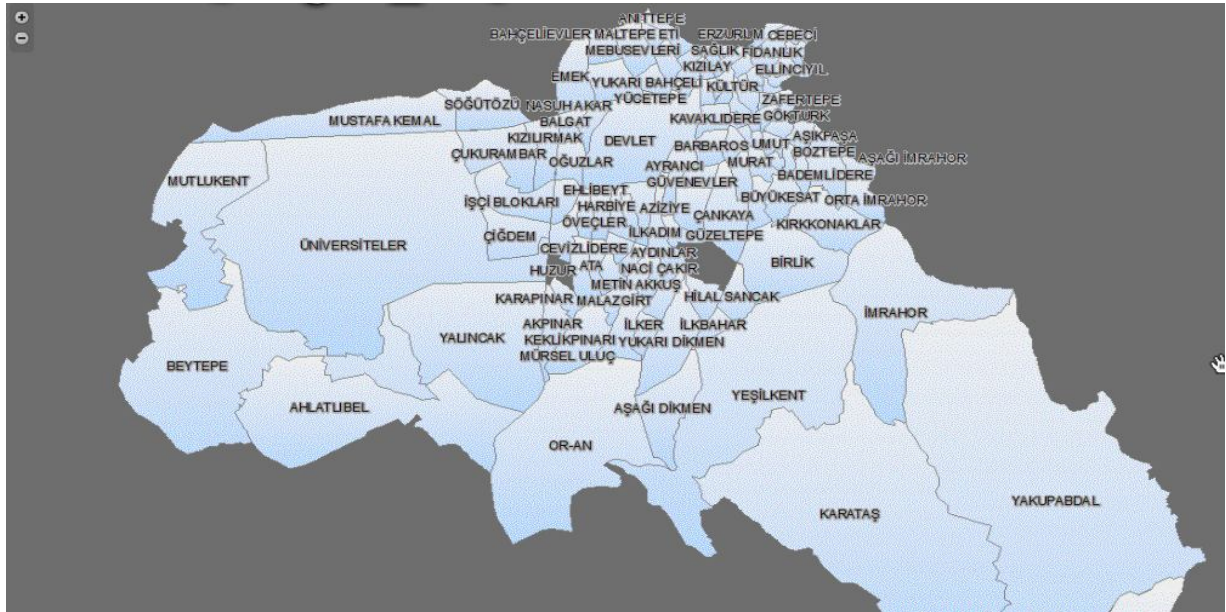 ANITTEPE
BAHÇELİEVLER MALTEPE ETİ ERZURUM CEBECİ
MEBUSEVLERİ SAĞLIK FİDANLIK
KIZILAY ELLİNCİYIL
EMEK YUKARI BAHÇELİ KÜLTÜR
SÖĞÜTÖZÜ NASUH AKAR YÜCETEPE ZAFERTEPE
MUSTAFA KEMAL BALGAT KAVAKLIDERE GÖKTÜRK
KIZILIRMAK DEVLET BARBAROS UMUT AŞIKPAŞA
ÇUKURAMBAR OĞUZLAR AYRANCI MURAT BOZTEPE AŞAĞI İMRAHOR
MUTLUKENT GÜVENEVLER BADEMLİDERE
EHLİBEYT BÜYÜKESAT ORTA İMRAHOR
İŞÇİ BLOKLARI HARBİYE AZİZİYE ÇANKAYA
ÖVEÇLER İLKADIM GÜZELTEPE KIRKKONAKLAR
ÜNİVERSİTELER ÇİĞDEM CEVİZLİDERE AYDINLAR
HUZUR ATA NACİ ÇAKIR BİRLİK
METİN AKKUŞ
KARAPINAR MALAZGİRT HİLAL SANCAK
İMRAHOR
AKPINAR İLKER İLKBAHAR
YALINCAK KEKLİKPINARI YUKARI DİKMEN
MÜRSEL ULUÇ
BEYTEPE
YEŞİLKENT
AHLATLIBEL AŞAĞI DİKMEN
OR-AN
YAKUPABDAL
KARATAŞ